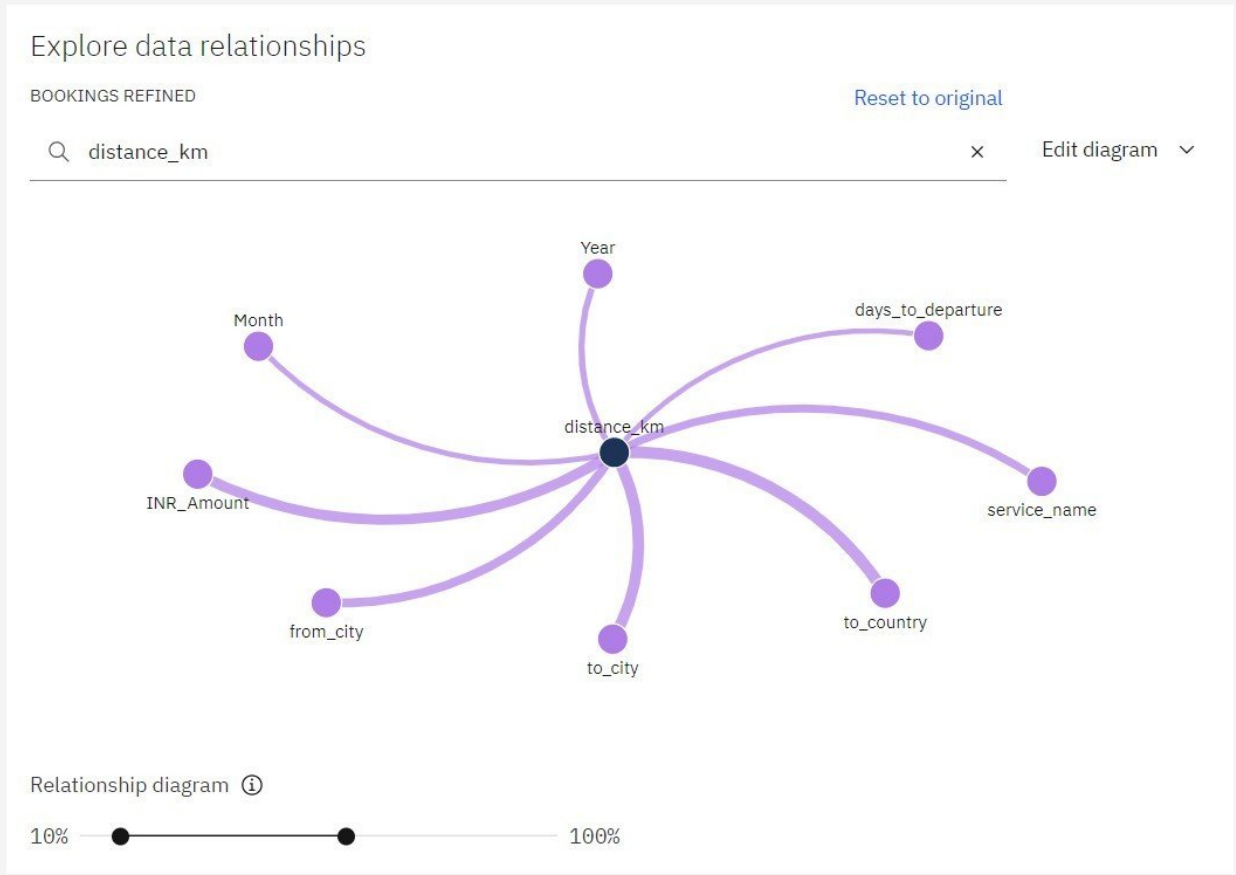 Explore data relationships
BOOKINGS REFINED
Reset to original
distance_km
Edit diagram
Year
days_to_departure
Month
distance_km
INR_Amount
service_name
from_city
to_country
to_city
Relationship diagram
10%
100%